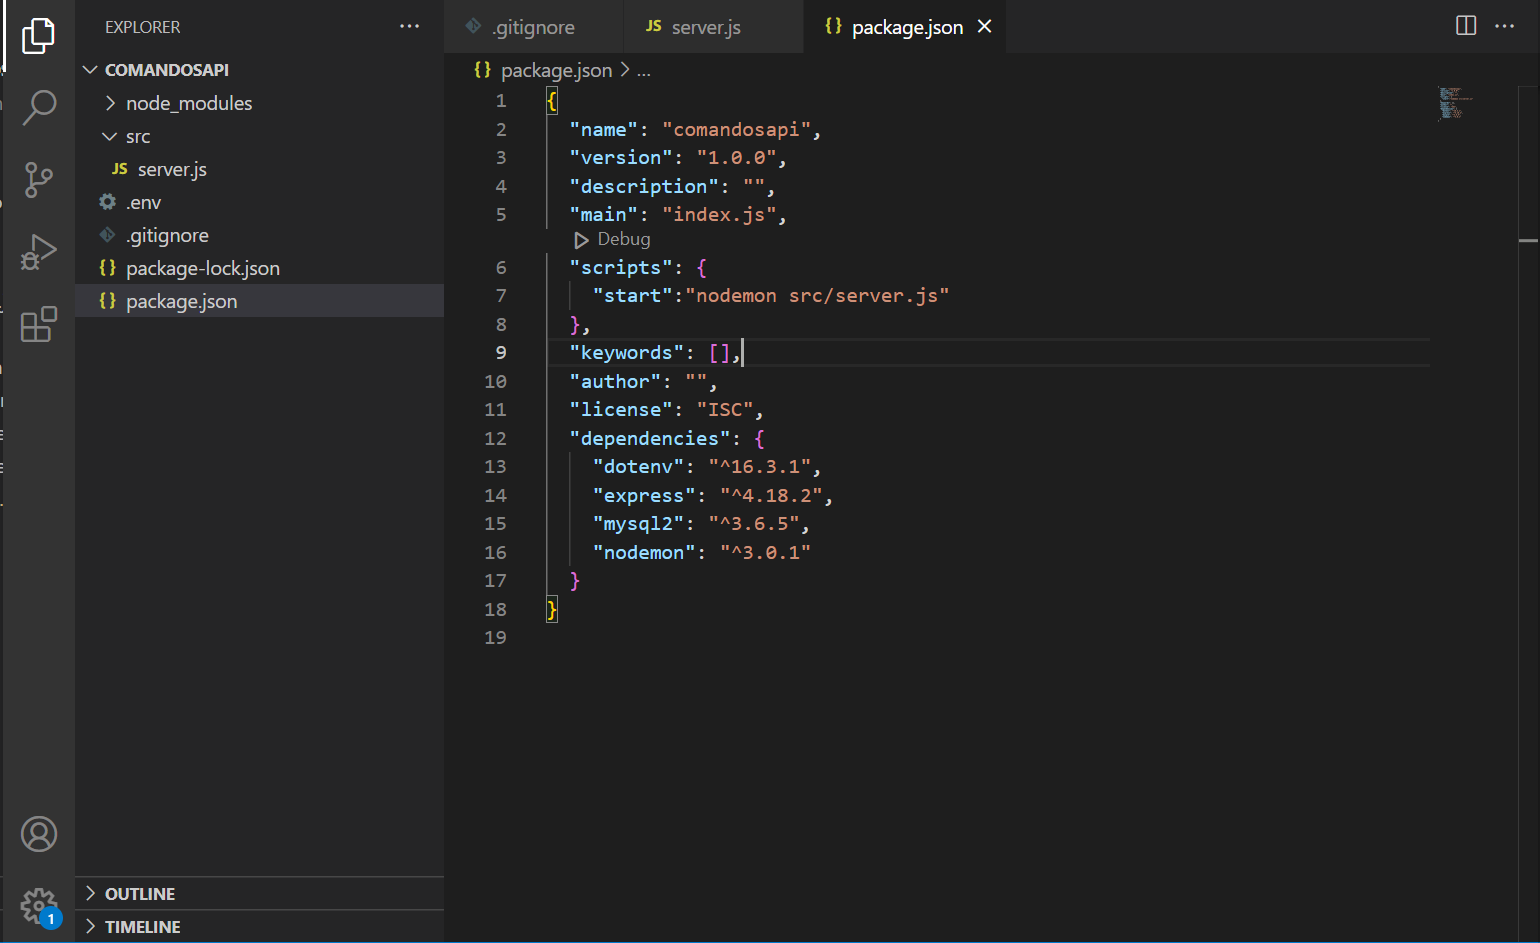 EXPLORER
COMANDOSAPI
node_modules
src
JS server.js
.env
.gitignore
{} package-lock.json
{} package.json
OUTLINE
TIMELINE
1
.gitignore
JS server.js
{} package.json
{} package.json > ...
1 {
2 "name": "comandosapi",
3 "version": "1.0.0",
4 "description": "",
5 "main": "index.js",
Debug
6 "scripts": {
7 "start":"nodemon src/server.js"
8 },
9 "keywords": [],
10 "author": "",
11 "license": "ISC",
12 "dependencies": {
13 "dotenv": "^16.3.1",
14 "express": "^4.18.2",
15 "mysql2": "^3.6.5",
16 "nodemon": "^3.0.1"
17 }
18 }
19